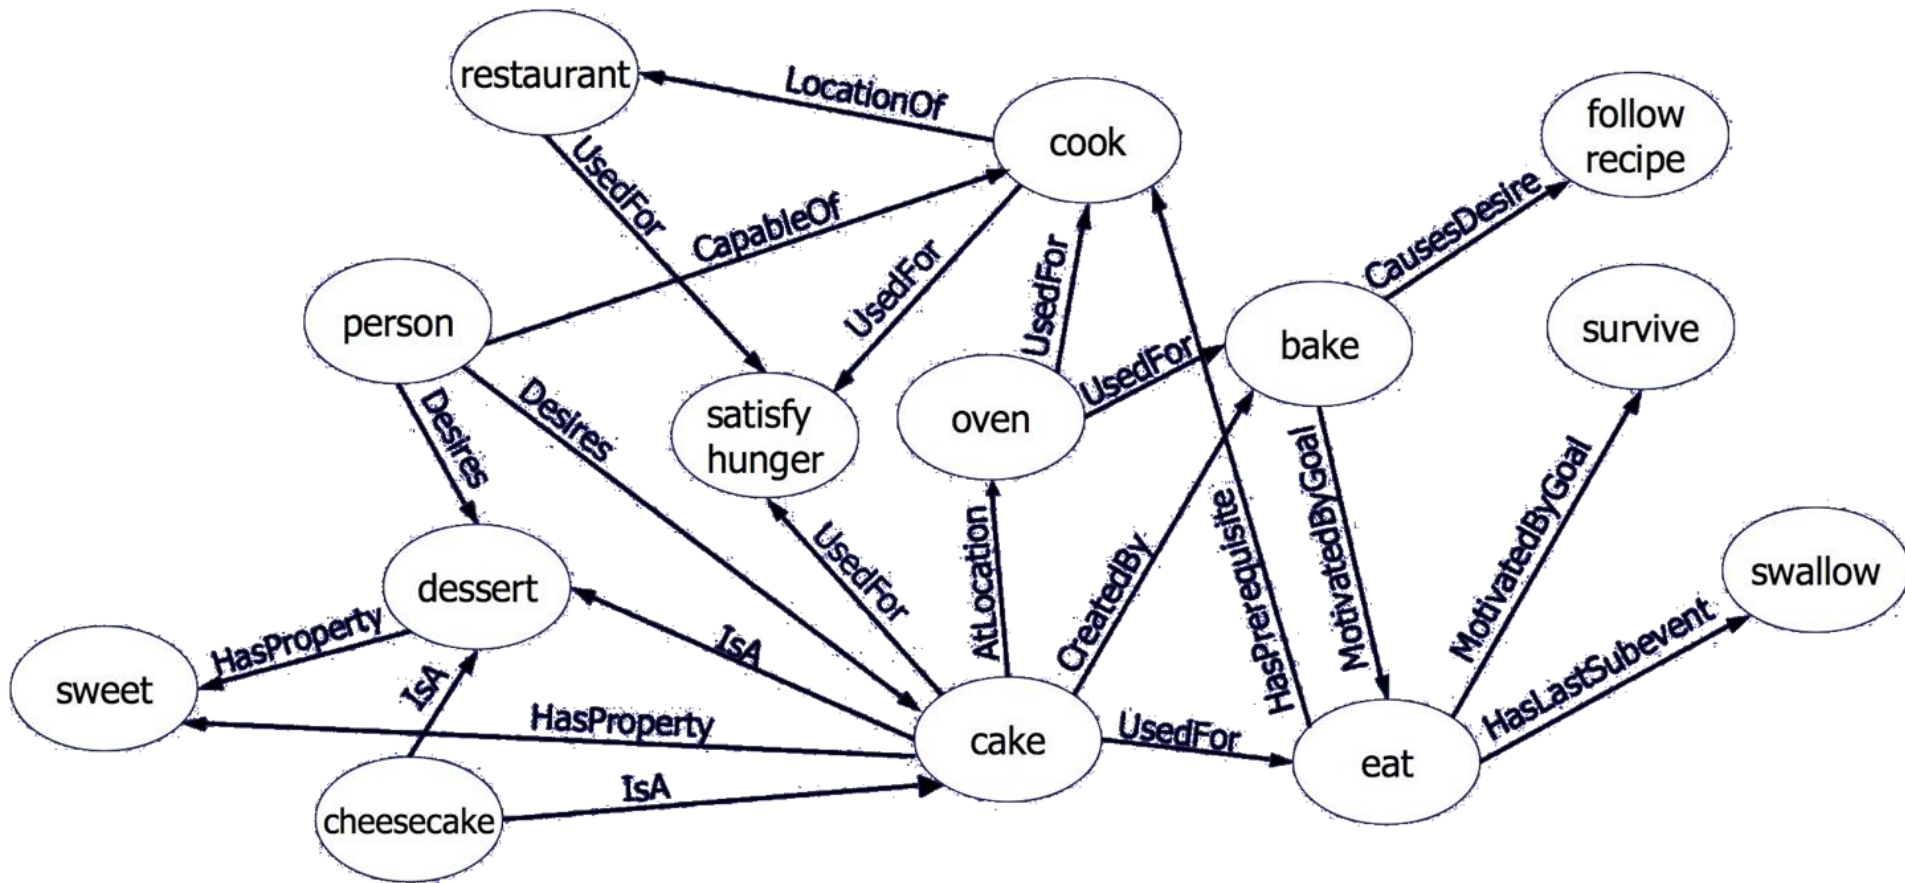 restaurant
LocationOf
cook
follow
recipe
UsedFor
CapableOf
UsedFor
UsedFor
CausesDesire
person
bake
survive
Desires
Desires
satisfy
hunger
oven
UsedFor
MotivatedByGoal
MotivatedByGoal
HasPrerequisite
AtLocation
CreatedBy
UsedFor
swallow
dessert
HasProperty
IsA
IsA
sweet
HasProperty
cake
UsedFor
eat
HasLastSubevent
IsA
cheesecake